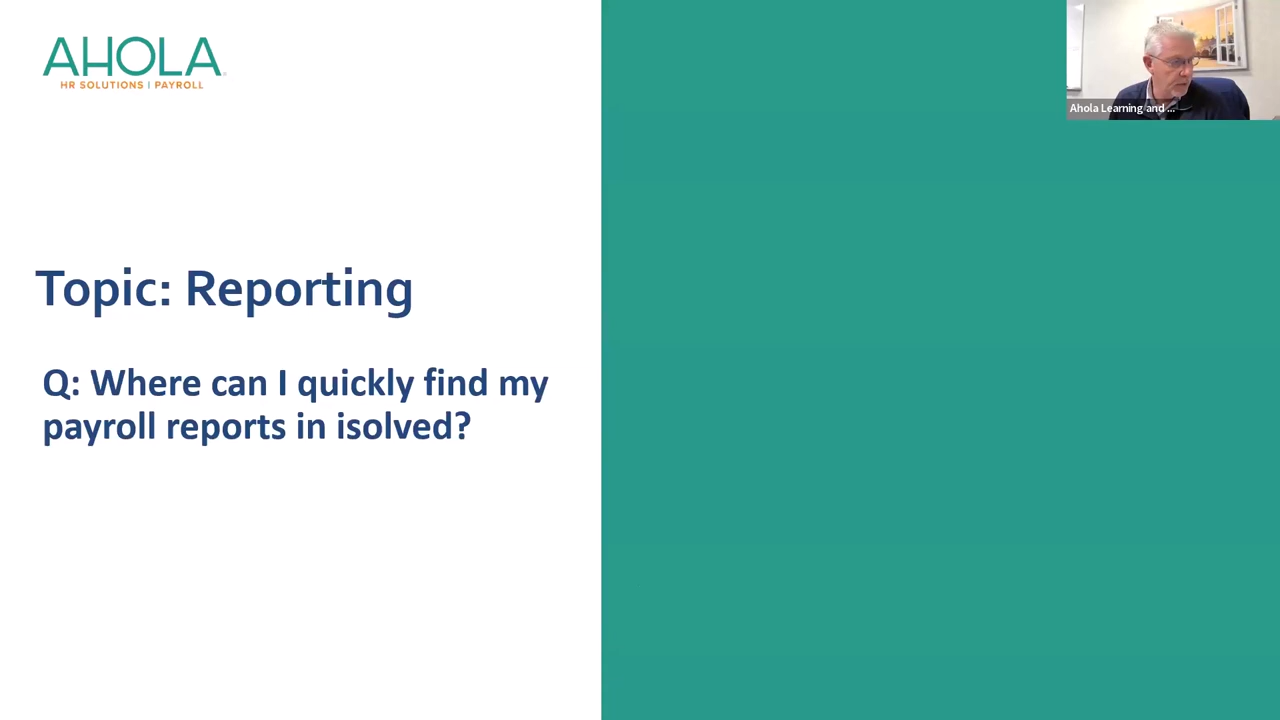 AHOLA
HR SOLUTIONS | PAYROLL
Ahola Learning and ...
Topic: Reporting
Q: Where can I quickly find my
payroll reports in isolved?